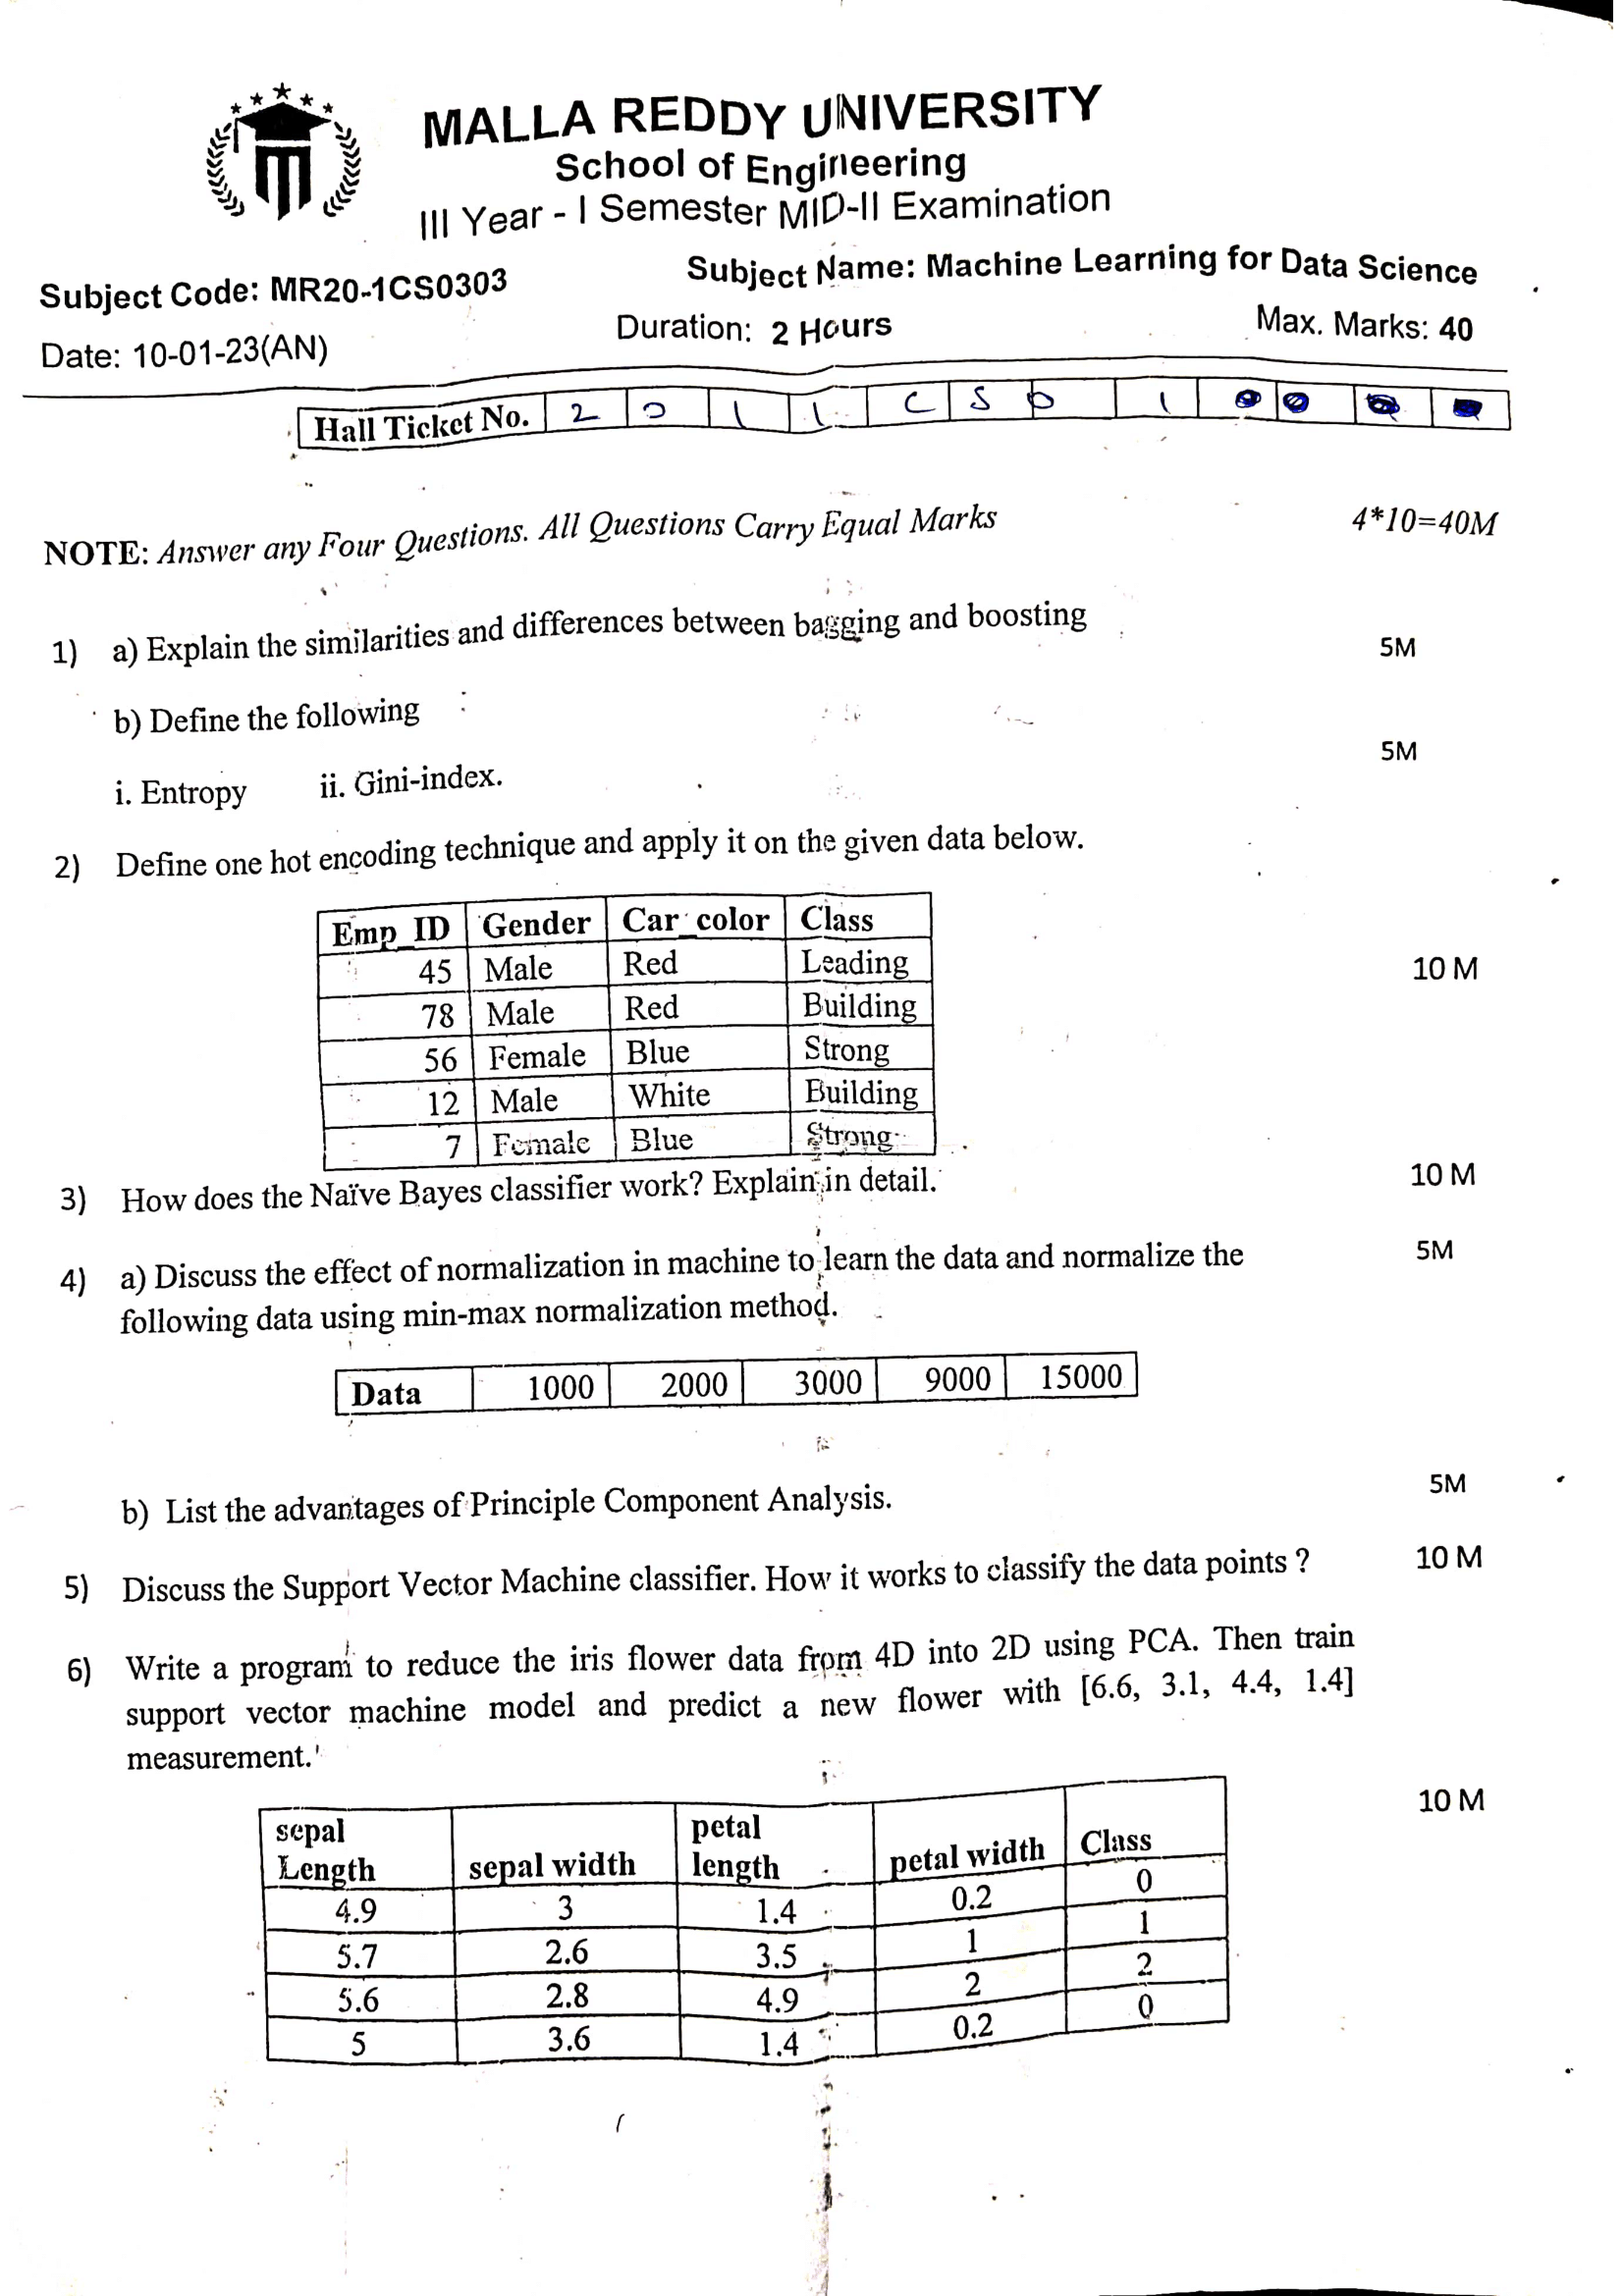 MALLA REDDY UNIVERSITY
School of Engineering
III Year - I Semester MID-II Examination
Subject Code: MR20-1CS0303 Subject Name: Machine Learning for Data Science
Date: 10-01-23(AN) Duration: 2 Hours Max. Marks: 40
Hall Ticket No. 2 0 1 1 C S D 1
NOTE: Answer any Four Questions. All Questions Carry Equal Marks 4*10=40M
1) a) Explain the similarities and differences between bagging and boosting 5M
b) Define the following
5M
i. Entropy ii. Gini-index.
2) Define one hot encoding technique and apply it on the given data below.
Emp_ID Gender Car_color Class
45 Male Red Leading 10 M
78 Male Red Building
56 Female Blue Strong
12 Male White Building
7 Female Blue Strong
3) How does the Naïve Bayes classifier work? Explain in detail. 10 M
4) a) Discuss the effect of normalization in machine to learn the data and normalize the 5M
following data using min-max normalization method.
Data 1000 2000 3000 9000 15000
b) List the advantages of Principle Component Analysis. 5M
5) Discuss the Support Vector Machine classifier. How it works to classify the data points ? 10 M
6) Write a program to reduce the iris flower data from 4D into 2D using PCA. Then train
support vector machine model and predict a new flower with [6.6, 3.1, 4.4, 1.4]
measurement.
10 M
sepal Length sepal width petal length petal width Class
4.9 3 1.4 0.2 0
5.7 2.6 3.5 1 1
5.6 2.8 4.9 2 2
5 3.6 1.4 0.2 0